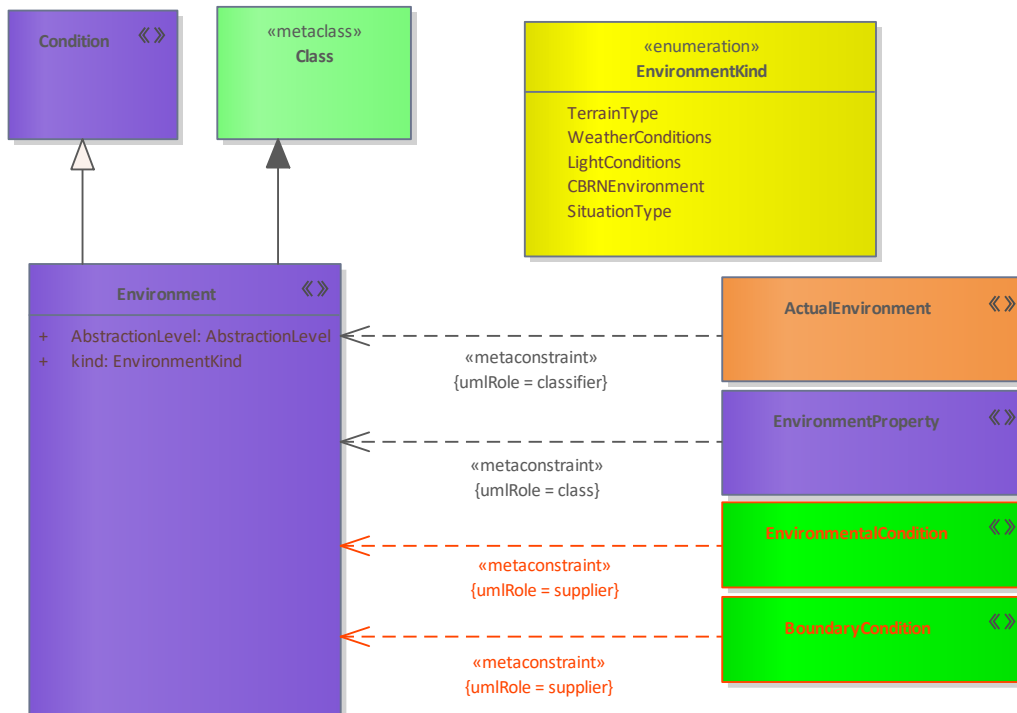 Condition
«»
«metaclass»
Class
«enumeration»
EnvironmentKind
TerrainType
WeatherConditions
LightConditions
CBRNEnvironment
SituationType
Environment
«»
+ AbstractionLevel: AbstractionLevel
+ kind: EnvironmentKind
ActualEnvironment
«»
«metaconstraint»
{umlRole = classifier}
EnvironmentProperty
«»
«metaconstraint»
{umlRole = class}
EnvironmentalCondition
«»
«metaconstraint»
{umlRole = supplier}
BoundaryCondition
«»
«metaconstraint»
{umlRole = supplier}